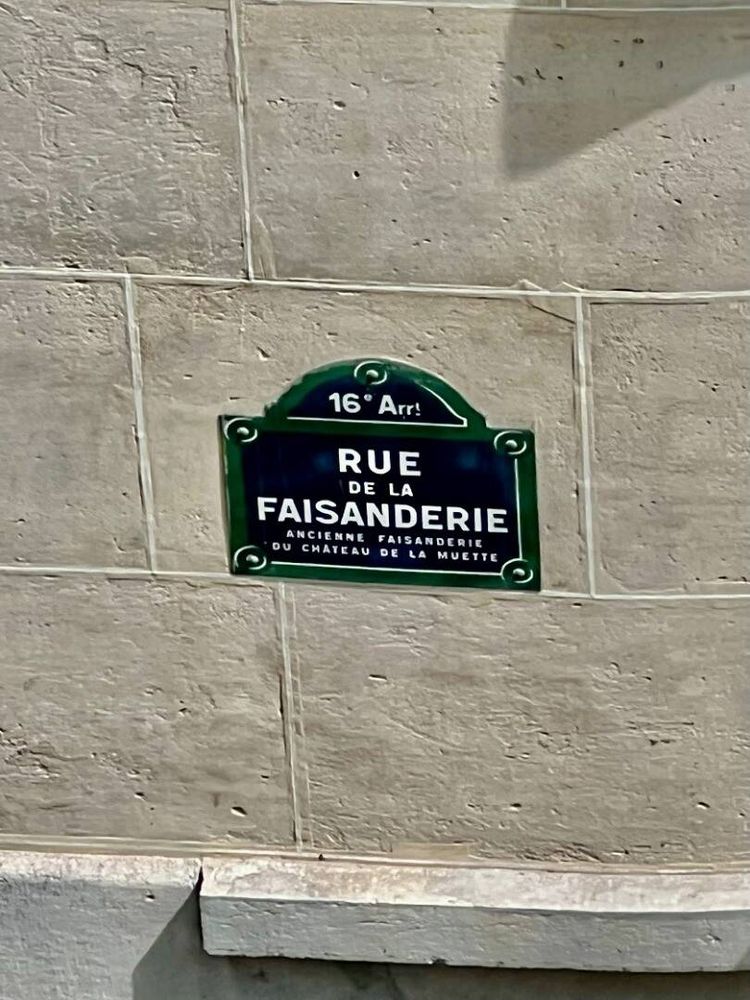 16e Arrt
RUE
DE LA
FAISANDERIE
ANCIENNE FAISANDERIE
DU CHÂTEAU DE LA MUETTE